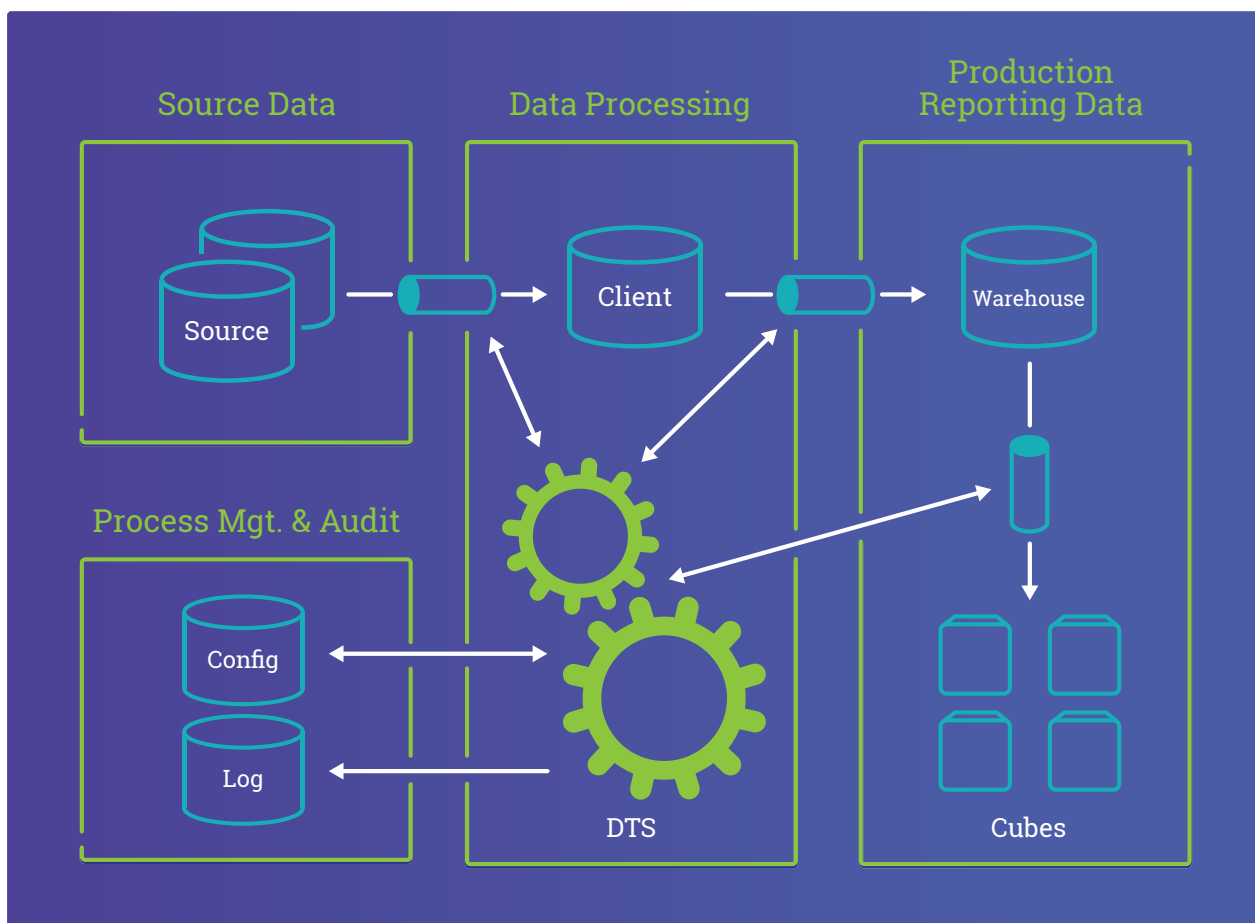 Source Data
Data Processing
Production
Reporting Data
Source
Client
Warehouse
Process Mgt. & Audit
Config
Log
DTS
Cubes